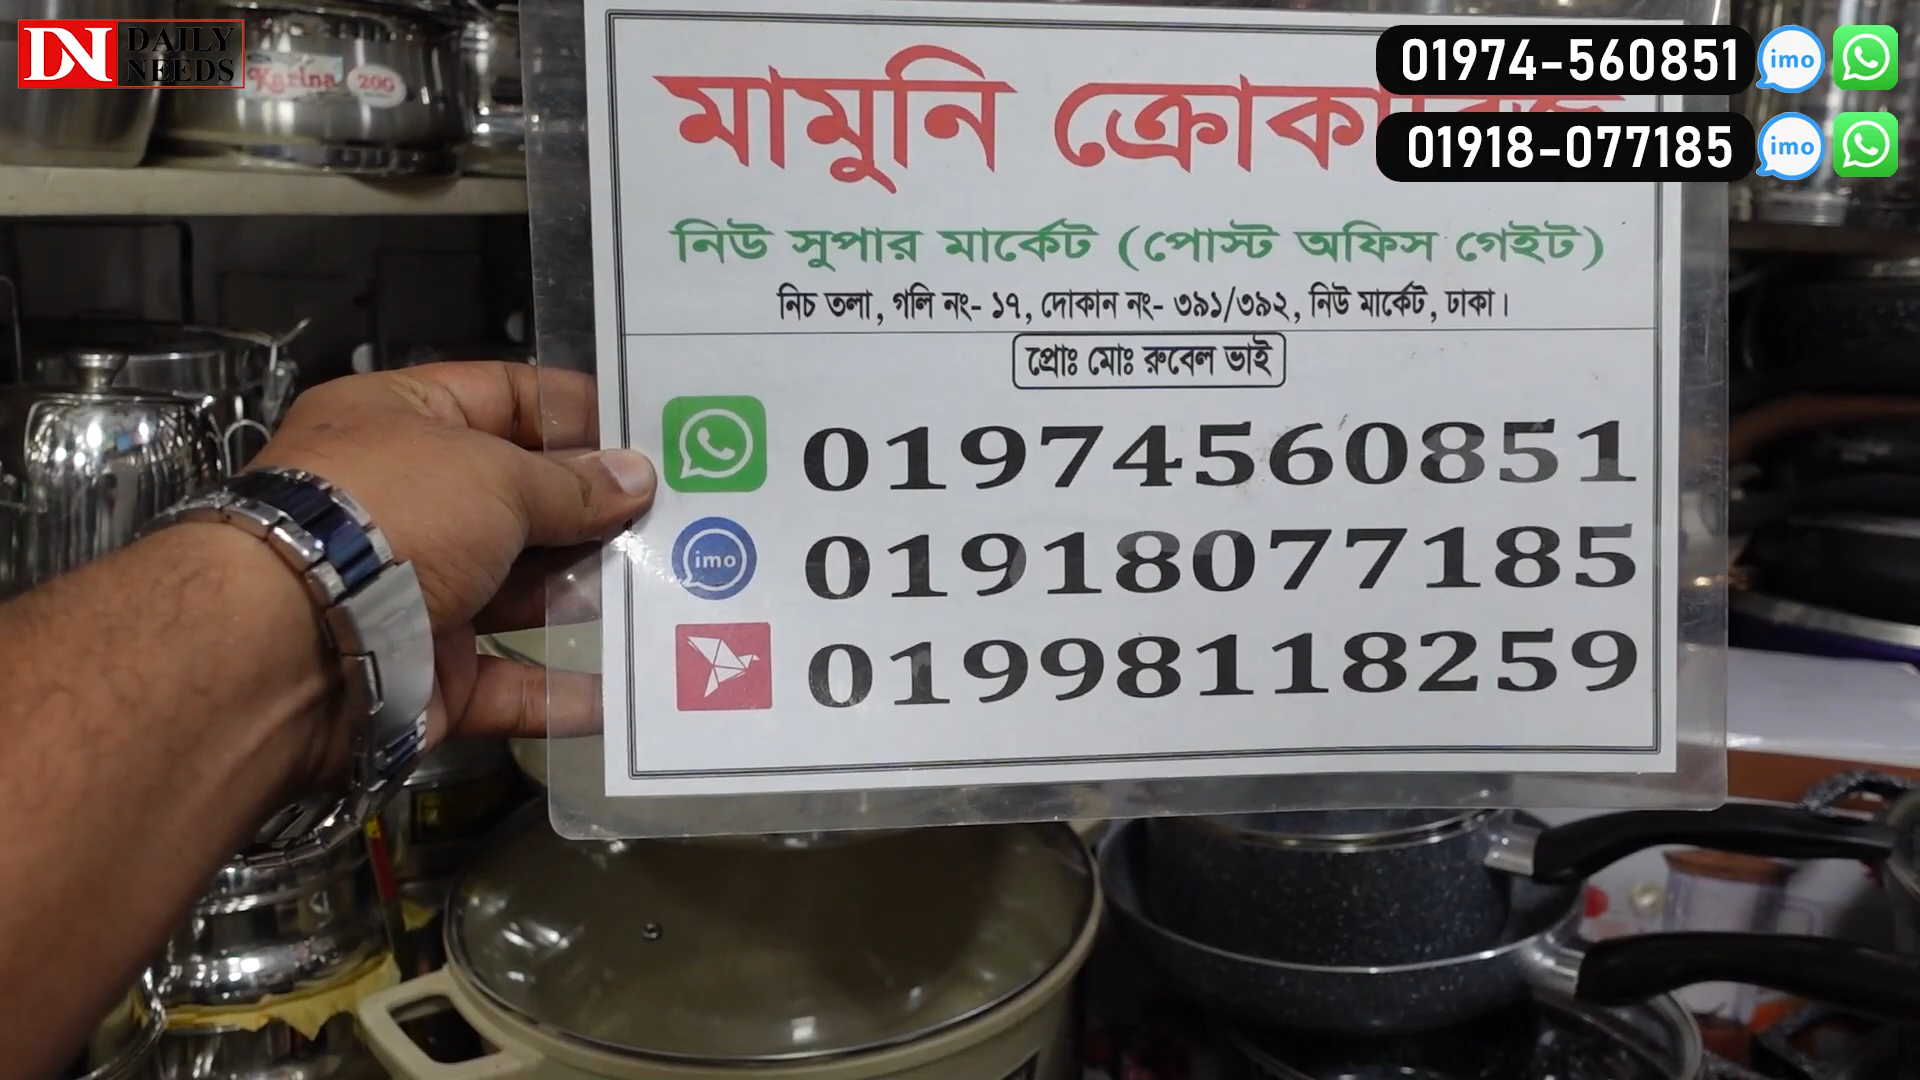 DN DAILY NEEDS
Karina 200
01974-560851 imo
01918-077185 imo
মামুনি
নিউ সুপার মার্কেট (পোস্ট অফিস গেইট)
নিচ তলা, গলি নং- ১৭, দোকান নং- ৩৯১/৩৯২, নিউ মার্কেট, ঢাকা।
প্রোঃ মোঃ রুবেল ভাই
01974560851
imo 01918077185
01998118259